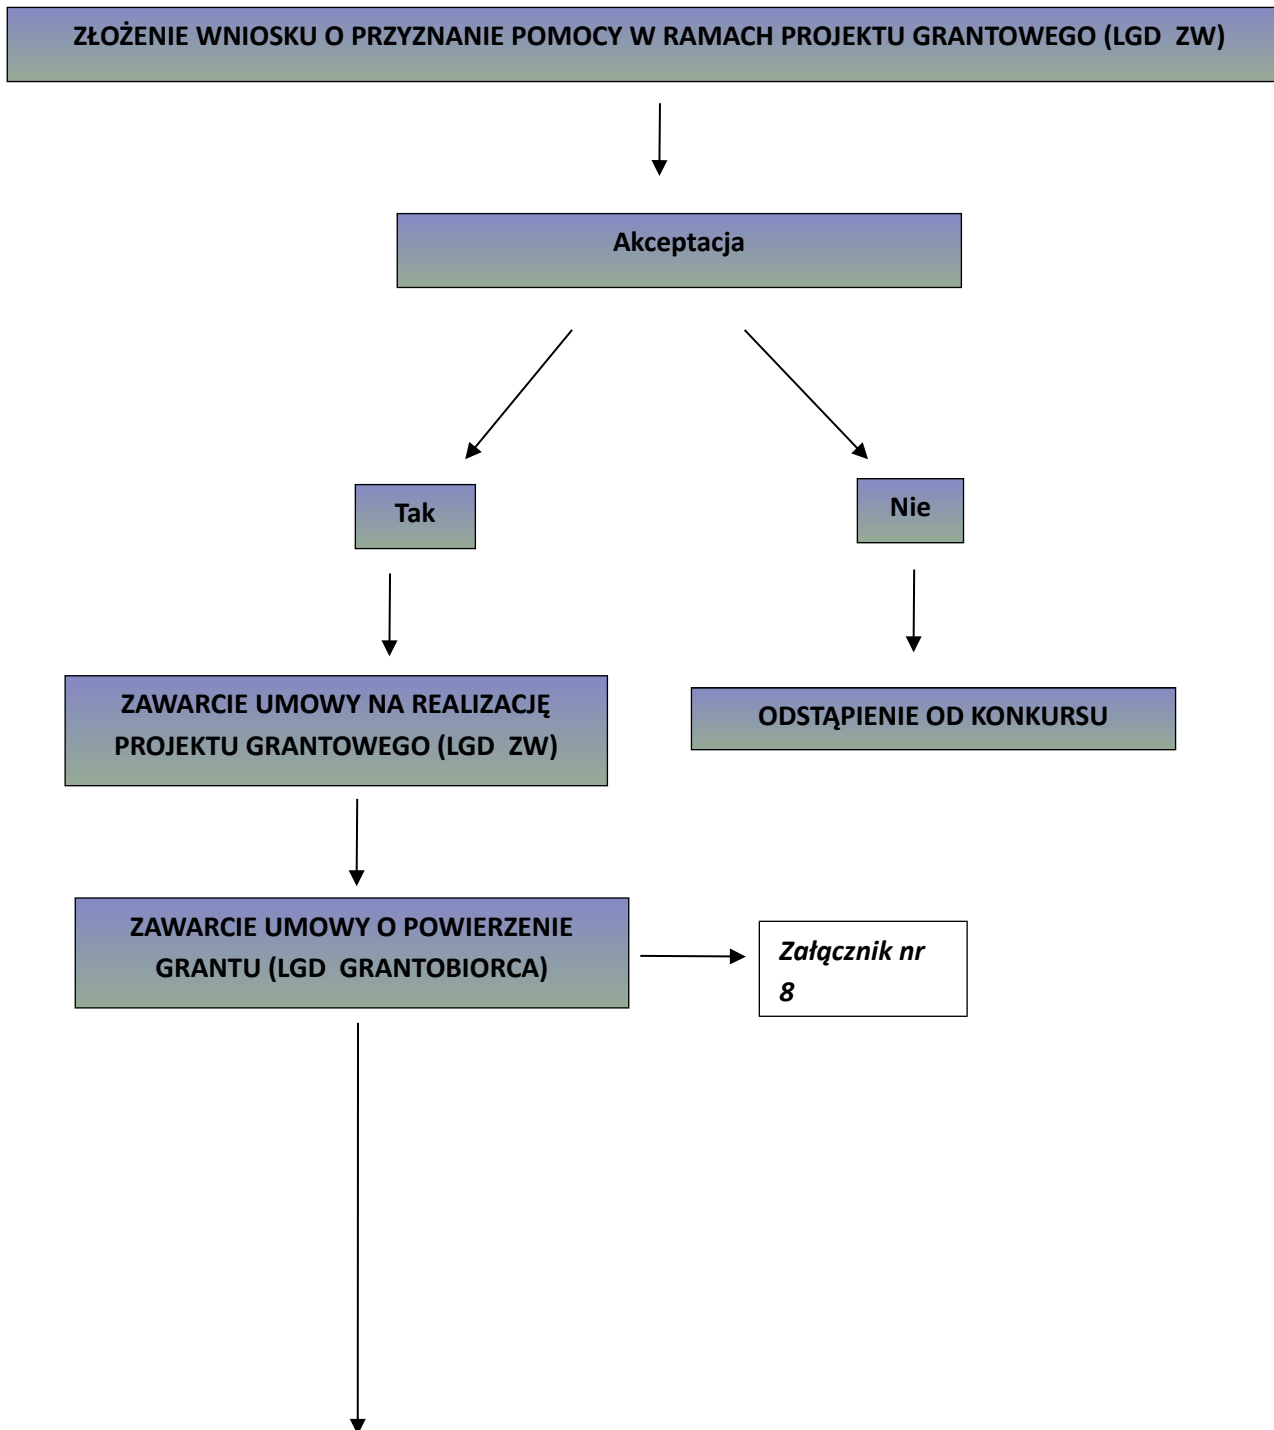 ZŁOŻENIE WNIOSKU O PRZYZNANIE POMOCY W RAMACH PROJEKTU GRANTOWEGO (LGD  ZW)
Akceptacja
Tak
Nie
ZAWARCIE UMOWY NA REALIZACJĘ
PROJEKTU GRANTOWEGO (LGD  ZW)
ODSTĄPIENIE OD KONKURSU
ZAWARCIE UMOWY O POWIERZENIE
GRANTU (LGD  GRANTOBIORCA)
Załącznik nr
8